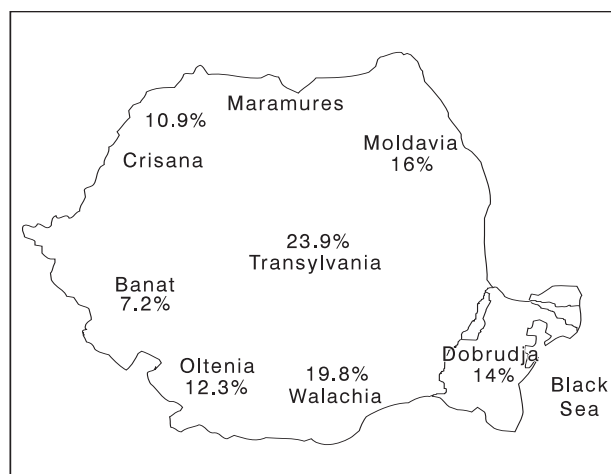 Maramures
10.9%
Crisana
Moldavia
16%
23.9%
Transylvania
Banat
7.2%
Oltenia
12.3%
19.8%
Walachia
Dobrudja
14%
Black
Sea